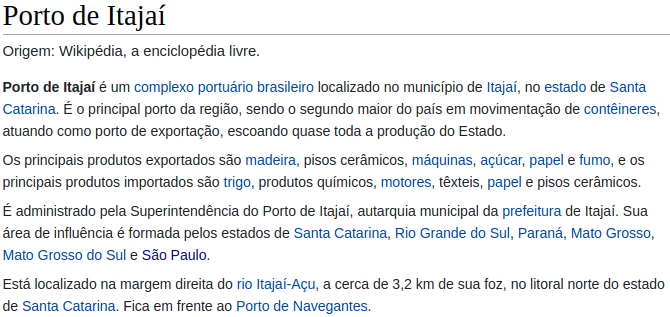 Porto de Itajaí
Origem: Wikipédia, a enciclopédia livre.
Porto de Itajaí é um complexo portuário brasileiro localizado no município de Itajaí, no estado de Santa
Catarina. É o principal porto da região, sendo o segundo maior do país em movimentação de contêineres,
atuando como porto de exportação, escoando quase toda a produção do Estado.
Os principais produtos exportados são madeira, pisos cerâmicos, máquinas, açúcar, papel e fumo, e os
principais produtos importados são trigo, produtos químicos, motores, têxteis, papel e pisos cerâmicos.
É administrado pela Superintendência do Porto de Itajaí, autarquia municipal da prefeitura de Itajaí. Sua
área de influência é formada pelos estados de Santa Catarina, Rio Grande do Sul, Paraná, Mato Grosso,
Mato Grosso do Sul e São Paulo.
Está localizado na margem direita do rio Itajaí-Açu, a cerca de 3,2 km de sua foz, no litoral norte do estado
de Santa Catarina. Fica em frente ao Porto de Navegantes.